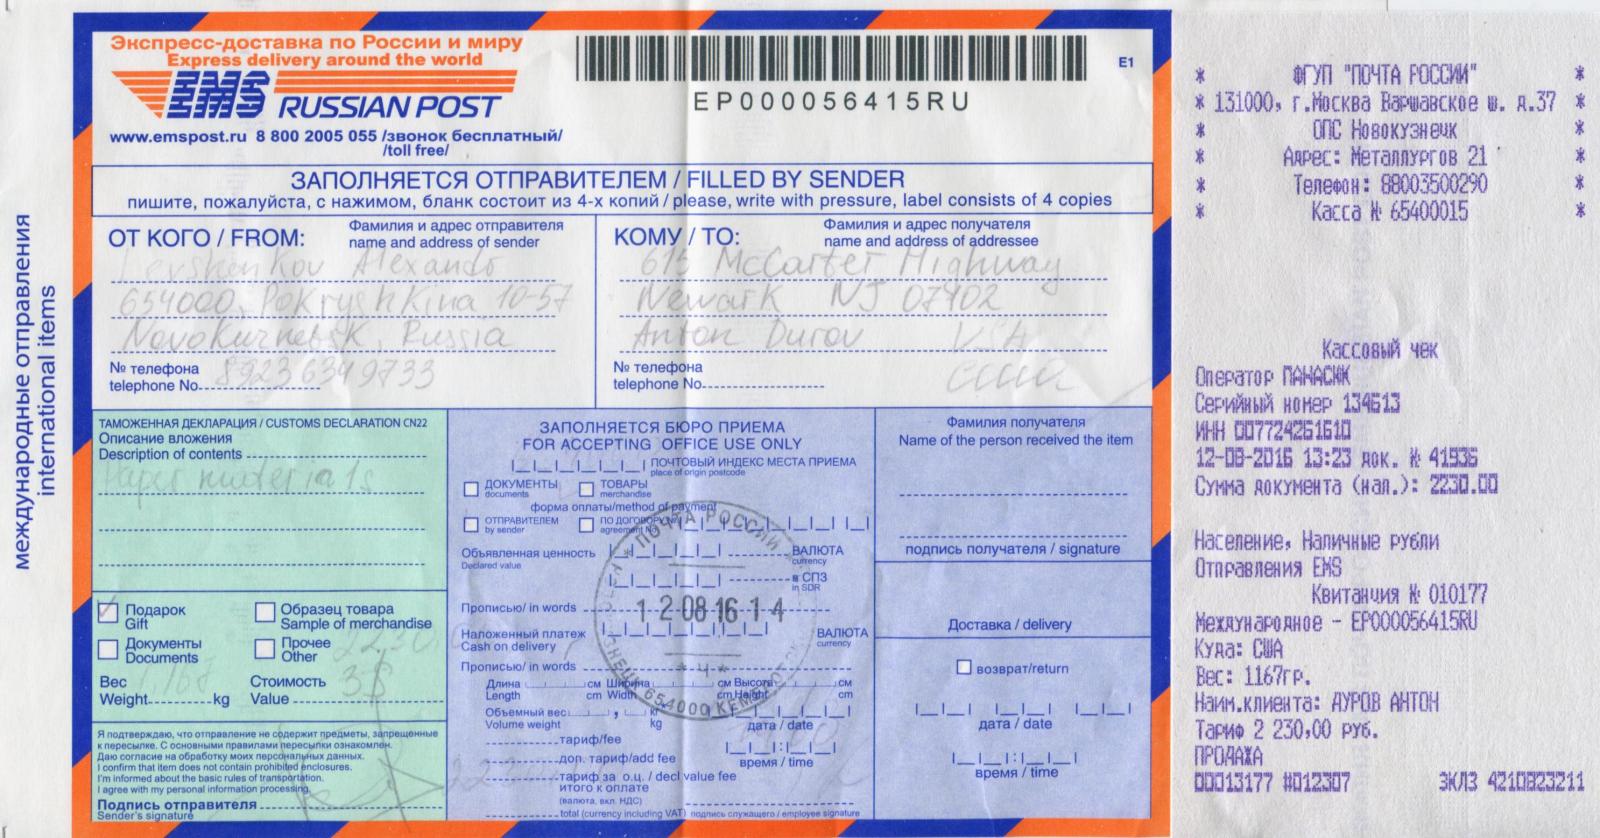 международные отправления
international items
Экспресс-доставка по России и миру
Express delivery around the world
EMS RUSSIAN POST
www.emspost.ru 8 800 2005 055 /звонок бесплатный/
/toll free/
EP000056415RU
E1
ЗАПОЛНЯЕТСЯ ОТПРАВИТЕЛЕМ / FILLED BY SENDER
пишите, пожалуйста, с нажимом, бланк состоит из 4-х копий / please, write with pressure, label consists of 4 copies
ОТ КОГО / FROM:
Фамилия и адрес отправителя
name and address of sender
Levshenkov Alexandr
654000, Pokryshkina 10-57
Novokuznetsk, Russia
№ телефона
telephone No. 89236349733
КОМУ / TO:
Фамилия и адрес получателя
name and address of addressee
615 McCarter Highway
Newark NJ 07402
Anton Durov USA
США
№ телефона
telephone No.
ТАМОЖЕННАЯ ДЕКЛАРАЦИЯ / CUSTOMS DECLARATION CN22
Описание вложения
Description of contents
Paper materials
Подарок
Gift
Образец товара
Sample of merchandise
Документы
Documents
Прочее
Other
Вес
Weight 1,167 kg
Стоимость
Value 3$
Я подтверждаю, что отправление не содержит предметы, запрещенные
к пересылке. С основными правилами пересылки ознакомлен.
Даю согласие на обработку моих персональных данных.
I confirm that item does not contain prohibited enclosures.
I'm informed about the basic rules of transportation.
I agree with my personal information processing.
Подпись отправителя
Sender's signature
ЗАПОЛНЯЕТСЯ БЮРО ПРИЕМА
FOR ACCEPTING OFFICE USE ONLY
ПОЧТОВЫЙ ИНДЕКС МЕСТА ПРИЕМА
place of origin postcode
ДОКУМЕНТЫ
documents
ТОВАРЫ
merchandise
форма оплаты/method of payment
ОТПРАВИТЕЛЕМ
by sender
ПО ДОГОВОРУ №
agreement No
Объявленная ценность
Declared value
ВАЛЮТА
currency
в СПЗ
in SDR
Прописью/ in words
Наложенный платеж
Cash on delivery
ВАЛЮТА
currency
Прописью/ in words
ПОЧТА РОССИИ
12 08 16 14
* Ч *
654000 КЕМЕР
Длина см Ширина см Высота см
Length cm Width cm Height cm
Объемный вес , кг
Volume weight kg
дата / date
тариф/fee
доп. тариф/add fee
время / time
тариф за о.ц. / decl value fee
итого к оплате
(валюта, вкл. НДС)
total (currency including VAT) подпись служащего / employee signature
Фамилия получателя
Name of the person received the item
подпись получателя / signature
Доставка / delivery
возврат/return
дата / date
время / time
* ФГУП "ПОЧТА РОССИИ" *
* 131000, г.Москва Варшавское ш. д.37 *
* ОПС Новокузнецк *
* Адрес: Металлургов 21 *
* Телефон: 88003500290 *
* Касса № 65400015 *
Кассовый чек
Оператор ПАНАСЮК
Серийный номер 134613
ИНН 007724261610
12-08-2016 13:23 док. № 41936
Сумма документа (нал.): 2230.00
Население, Наличные рубли
Отправления EMS
Квитанция № 010177
Международное - EP000056415RU
Куда: США
Вес: 1167гр.
Наим.клиента: ДУРОВ АНТОН
Тариф 2 230,00 руб.
ПРОДАЖА
00013177 #012307 ЭКЛЗ 4210823211